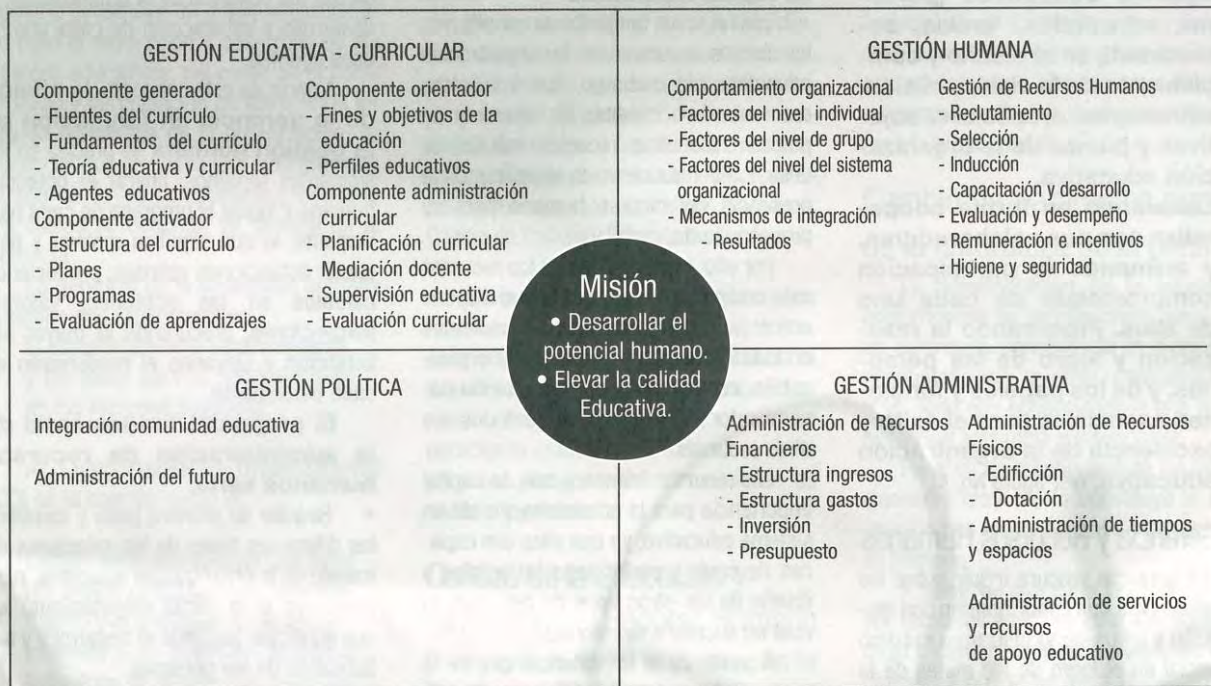 GESTIÓN EDUCATIVA - CURRICULAR
Componente generador
- Fuentes del currículo
- Fundamentos del currículo
- Teoría educativa y curricular
- Agentes educativos
Componente activador
- Estructura del currículo
- Planes
- Programas
- Evaluación de aprendizajes
Componente orientador
- Fines y objetivos de la
educación
- Perfiles educativos
Componente administración
curricular
- Planificación curricular
- Mediación docente
- Supervisión educativa
- Evaluación curricular
GESTIÓN HUMANA
Comportamiento organizacional
- Factores del nivel individual
- Factores del nivel de grupo
- Factores del nivel del sistema
organizacional
- Mecanismos de integración
- Resultados
Gestión de Recursos Humanos
- Reclutamiento
- Selección
- Inducción
- Capacitación y desarrollo
- Evaluación y desempeño
- Remuneración e incentivos
- Higiene y seguridad
Misión
• Desarrollar el
potencial humano.
• Elevar la calidad
Educativa.
GESTIÓN POLÍTICA
Integración comunidad educativa
Administración del futuro
GESTIÓN ADMINISTRATIVA
Administración de Recursos
Financieros
- Estructura ingresos
- Estructura gastos
- Inversión
- Presupuesto
Administración de Recursos
Físicos
- Edificción
- Dotación
- Administración de tiempos
y espacios
Administración de servicios
y recursos
de apoyo educativo